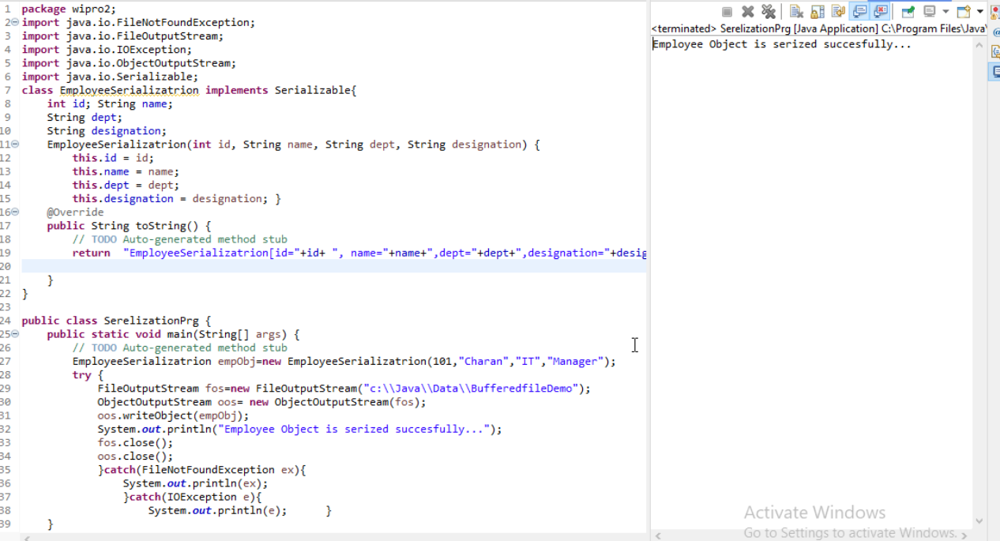 1 package wipro2;
2 import java.io.FileNotFoundException;
3 import java.io.FileOutputStream;
4 import java.io.IOException;
5 import java.io.ObjectOutputStream;
6 import java.io.Serializable;
7 class EmployeeSerializatrion implements Serializable{
8 int id; String name;
9 String dept;
10 String designation;
11 EmployeeSerializatrion(int id, String name, String dept, String designation) {
12 this.id = id;
13 this.name = name;
14 this.dept = dept;
15 this.designation = designation; }
16 @Override
17 public String toString() {
18 // TODO Auto-generated method stub
19 return "EmployeeSerializatrion[id="+id+ ", name="+name+",dept="+dept+",designation="+desig
20
21 }
22 }
23
24 public class SerelizationPrg {
25 public static void main(String[] args) {
26 // TODO Auto-generated method stub
27 EmployeeSerializatrion empObj=new EmployeeSerializatrion(101,"Charan","IT","Manager");
28 try {
29 FileOutputStream fos=new FileOutputStream("c:\\Java\\Data\\BufferedfileDemo");
30 ObjectOutputStream oos= new ObjectOutputStream(fos);
31 oos.writeObject(empObj);
32 System.out.println("Employee Object is serized succesfully...");
33 fos.close();
34 oos.close();
35 }catch(FileNotFoundException ex){
36 System.out.println(ex);
37 }catch(IOException e){
38 System.out.println(e); }
39 }
<terminated> SerelizationPrg [Java Application] C:\Program Files\Java\
Employee Object is serized succesfully...
Activate Windows
Go to Settings to activate Windows.